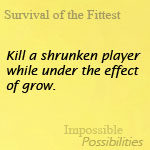 Survival of the Fittest
Kill a shrunken player
while under the effect
of grow.
Impossible
Possibilities